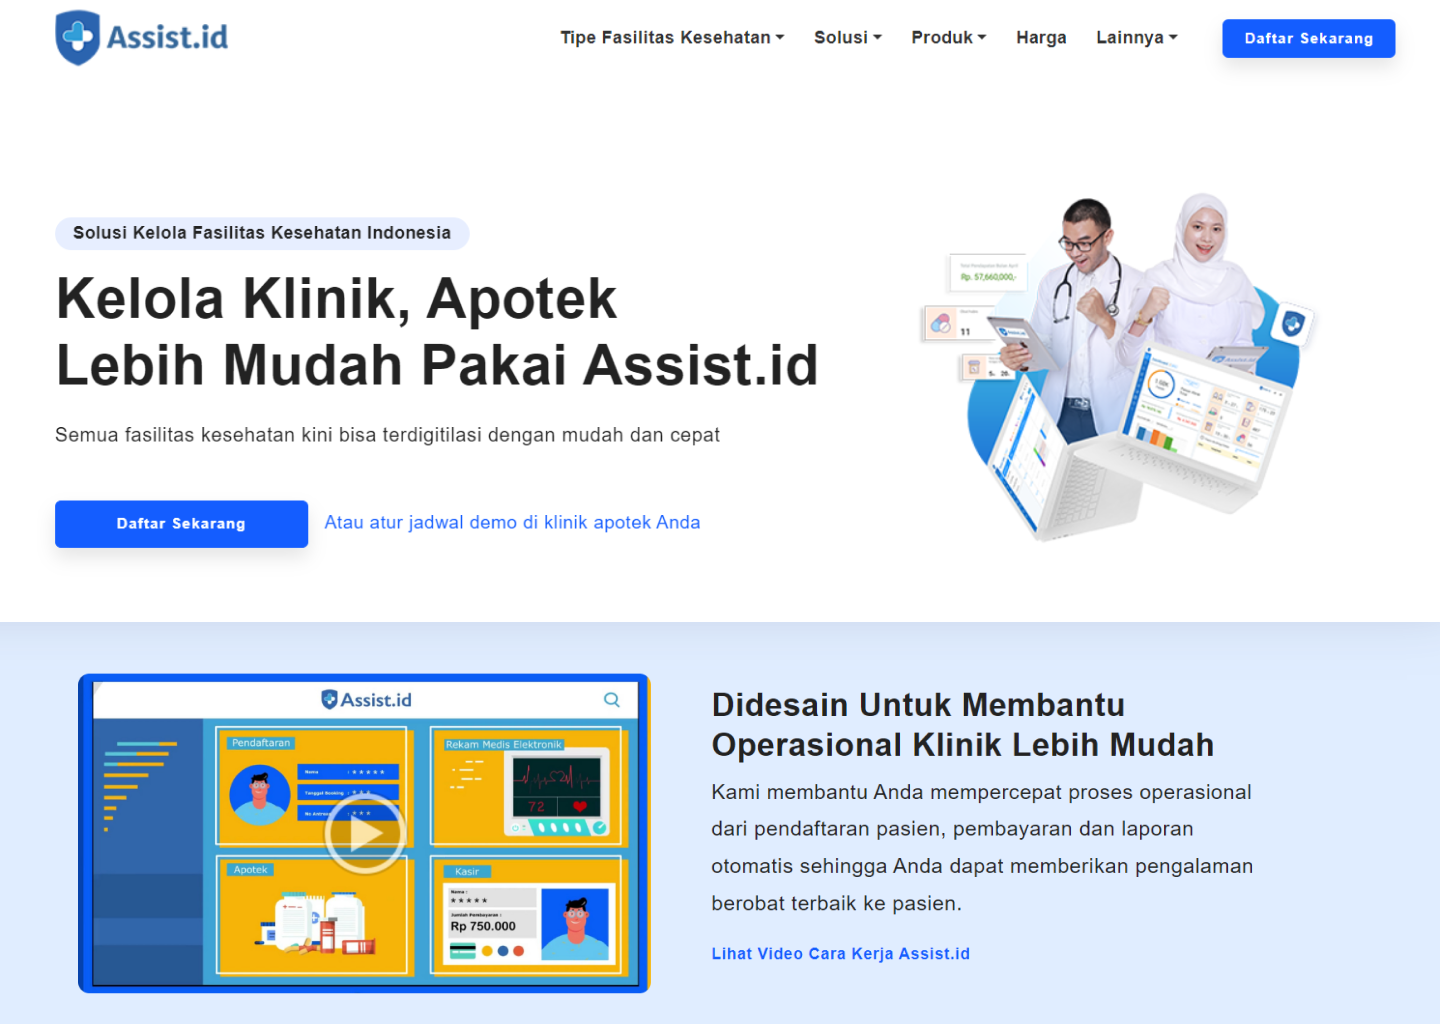 Assist.id
Tipe Fasilitas Kesehatan
Solusi
Produk
Harga
Lainnya
Daftar Sekarang
Solusi Kelola Fasilitas Kesehatan Indonesia
Kelola Klinik, Apotek
Lebih Mudah Pakai Assist.id
Semua fasilitas kesehatan kini bisa terdigitilasi dengan mudah dan cepat
Daftar Sekarang
Atau atur jadwal demo di klinik apotek Anda
Rp. 57,660,000,-
11
Assist.id
Pendaftaran
Nama : ★★★★★
Tanggal Booking : ★★★
No Antrean : ★★★
Rekam Medis Elektronik
72
Apotek
Kasir
Nama :
★★★★★
Jumlah Pembayaran :
Rp 750.000
Didesain Untuk Membantu
Operasional Klinik Lebih Mudah
Kami membantu Anda mempercepat proses operasional
dari pendaftaran pasien, pembayaran dan laporan
otomatis sehingga Anda dapat memberikan pengalaman
berobat terbaik ke pasien.
Lihat Video Cara Kerja Assist.id